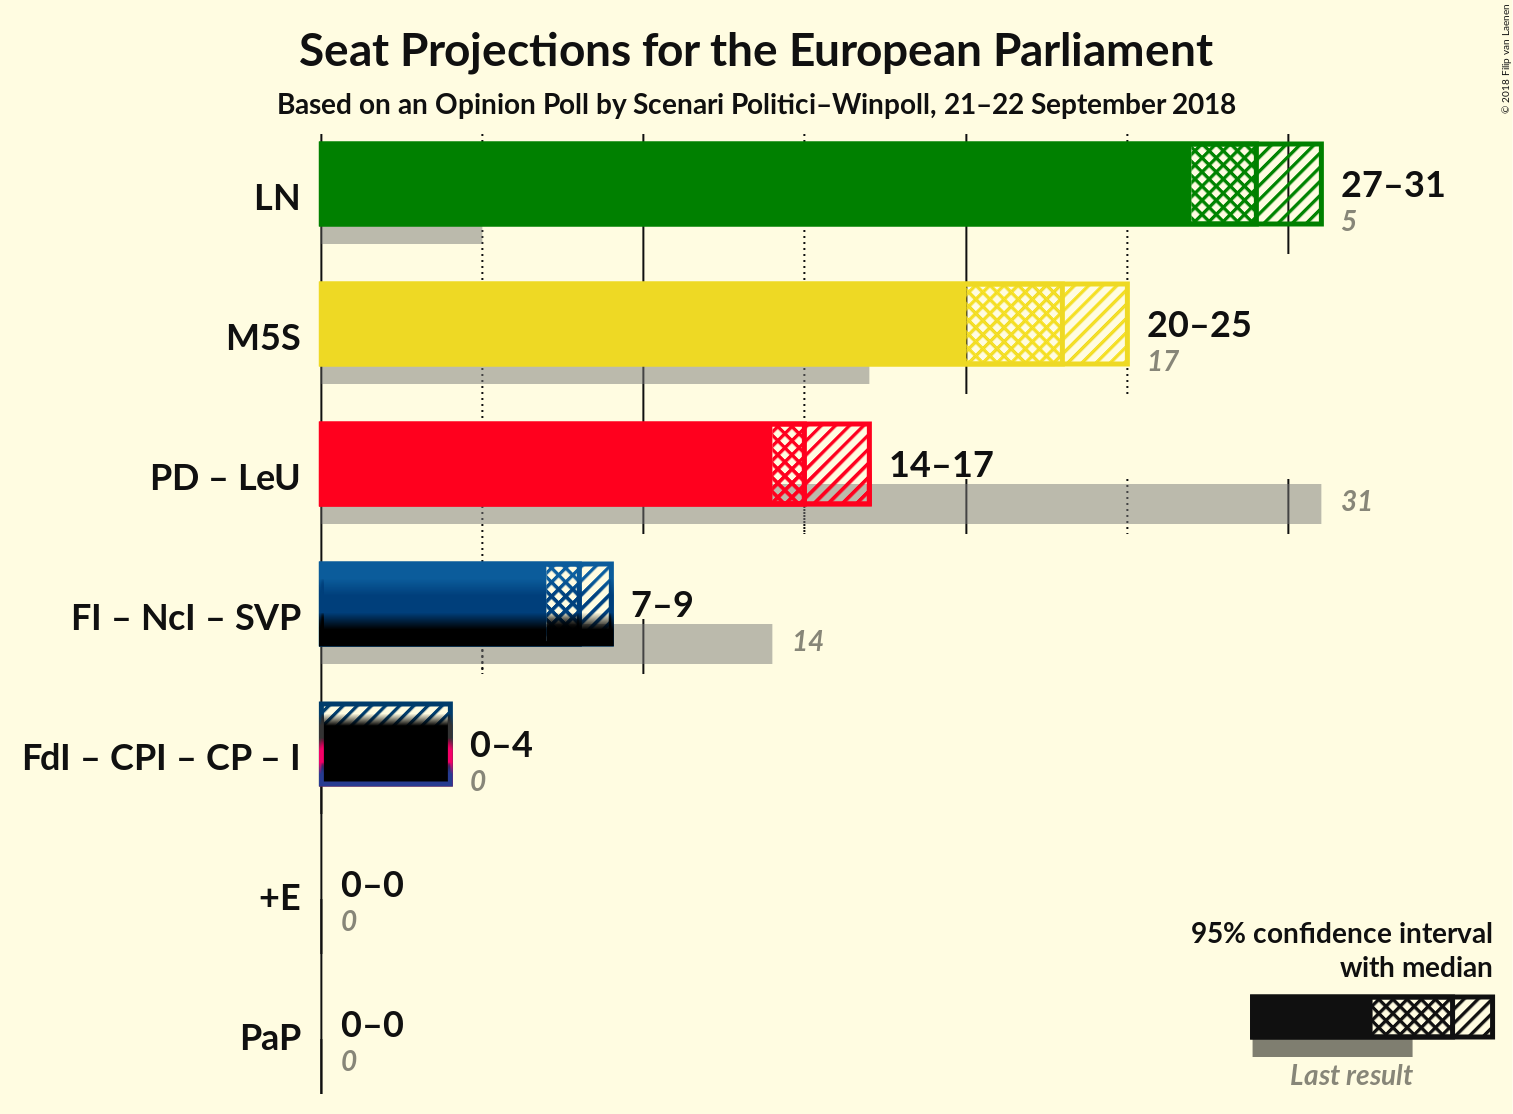 Seat Projections for the European Parliament
Based on an Opinion Poll by Scenari Politici–Winpoll, 21–22 September 2018
© 2018 Filip van Laenen
LN
27–31
5
M5S
20–25
17
PD – LeU
14–17
31
FI – NcI – SVP
7–9
14
FdI – CPI – CP – I
0–4
0
+E
0–0
0
PaP
0–0
0
95% confidence interval
with median
Last result